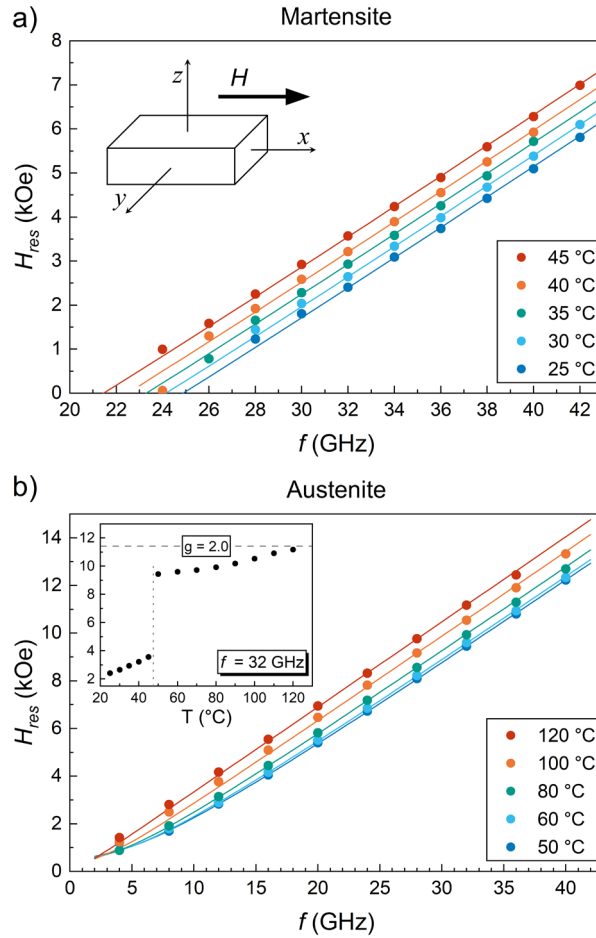 a) Martensite
8
7
6
5
4
3
2
1
0
H_res (kOe)
z
H
x
y
45 °C
40 °C
35 °C
30 °C
25 °C
20 22 24 26 28 30 32 34 36 38 40 42
f (GHz)
b) Austenite
14
12
10
8
6
4
2
0
H_res (kOe)
12
10
8
6
4
2
g = 2.0
f = 32 GHz
20 40 60 80 100 120
T (°C)
120 °C
100 °C
80 °C
60 °C
50 °C
0 5 10 15 20 25 30 35 40
f (GHz)